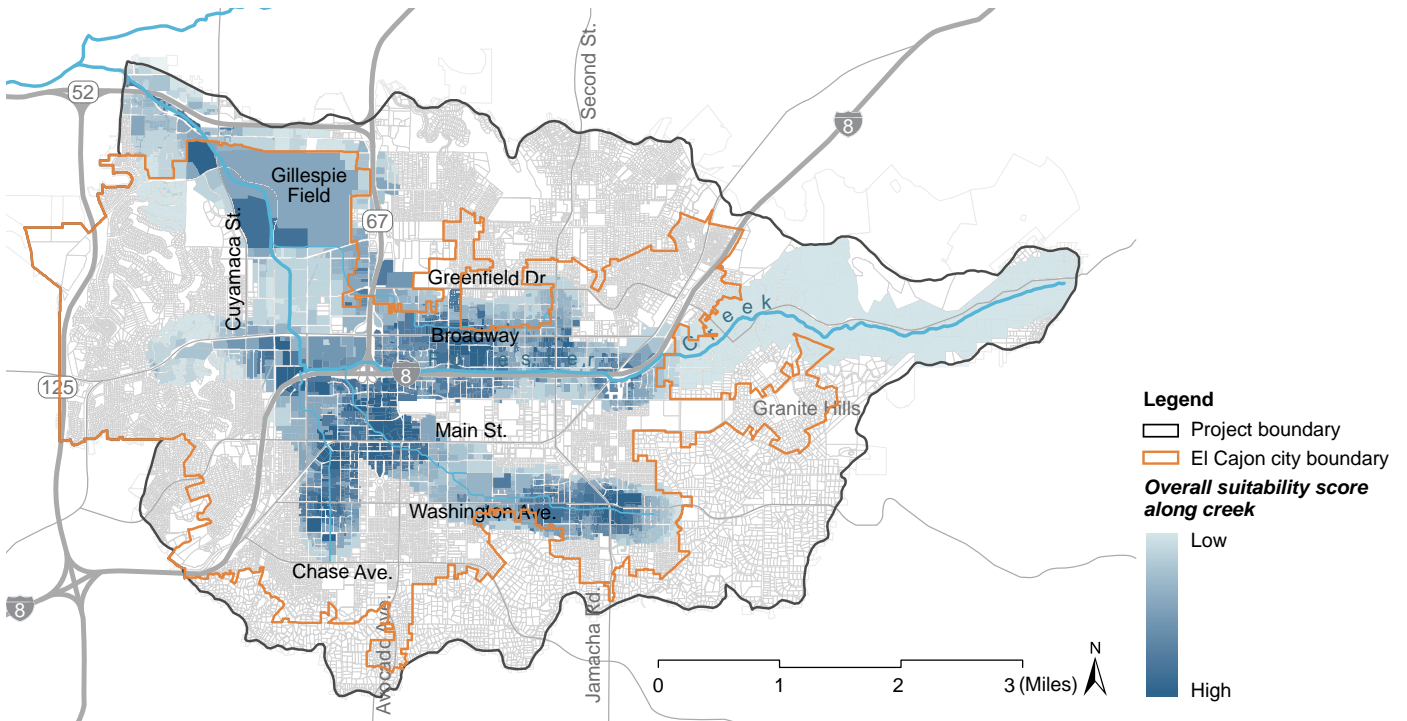 52
Second St.
8
Gillespie
Field
67
Cuyamaca St.
Greenfield Dr
Broadway
Forester
Creek
8
125
Granite Hills
Main St.
Washington Ave.
Chase Ave.
8
Avocado Ave.
Jamacha Rd.
0 1 2 3 (Miles)
N
Legend
Project boundary
El Cajon city boundary
Overall suitability score
along creek
Low
High